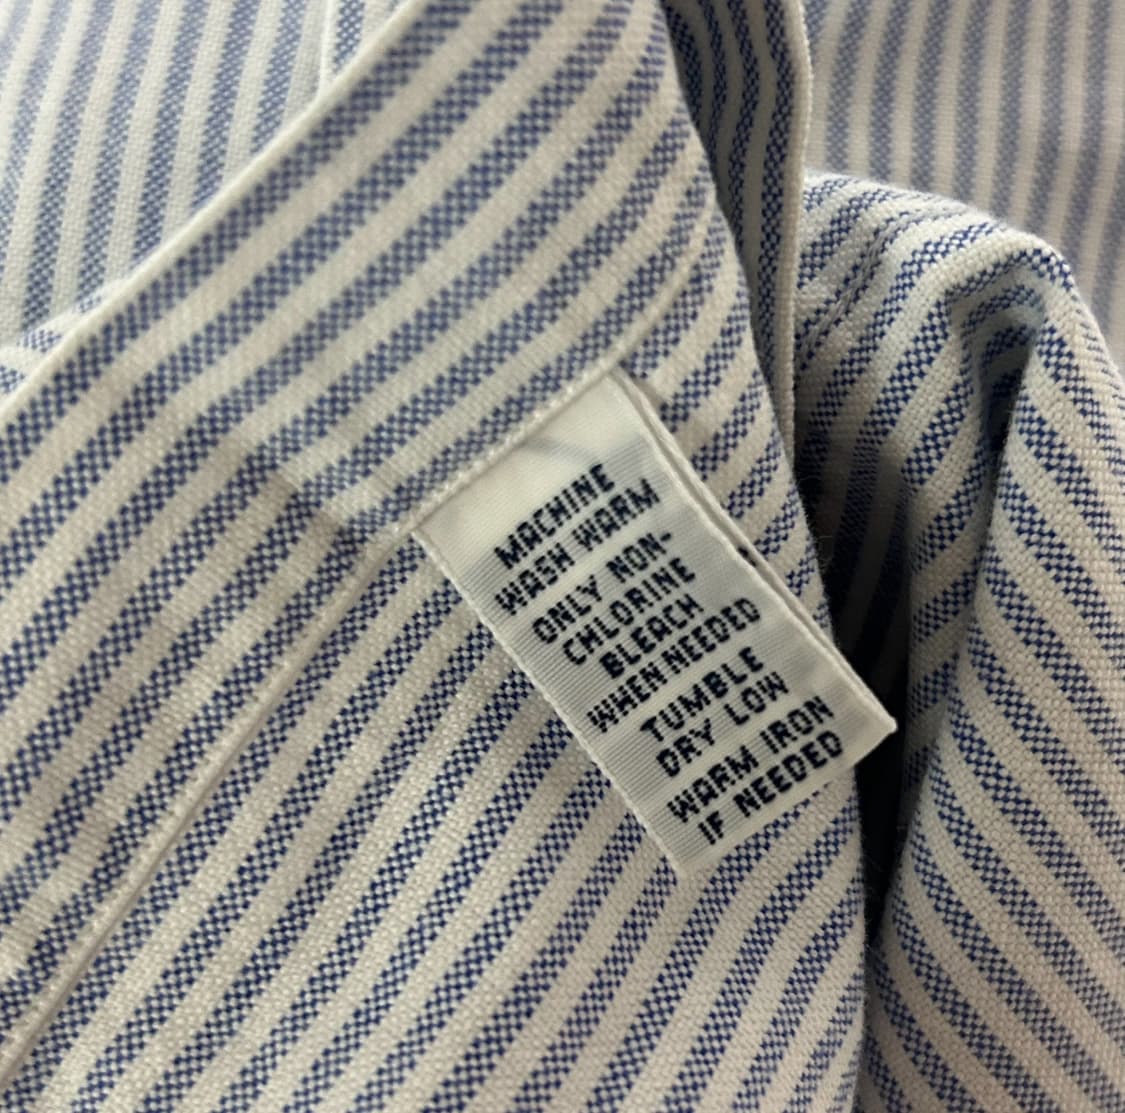 MACHINE
WASH WARM
ONLY NON-
CHLORINE
BLEACH
WHEN NEEDED
TUMBLE
DRY LOW
WARM IRON
IF NEEDED